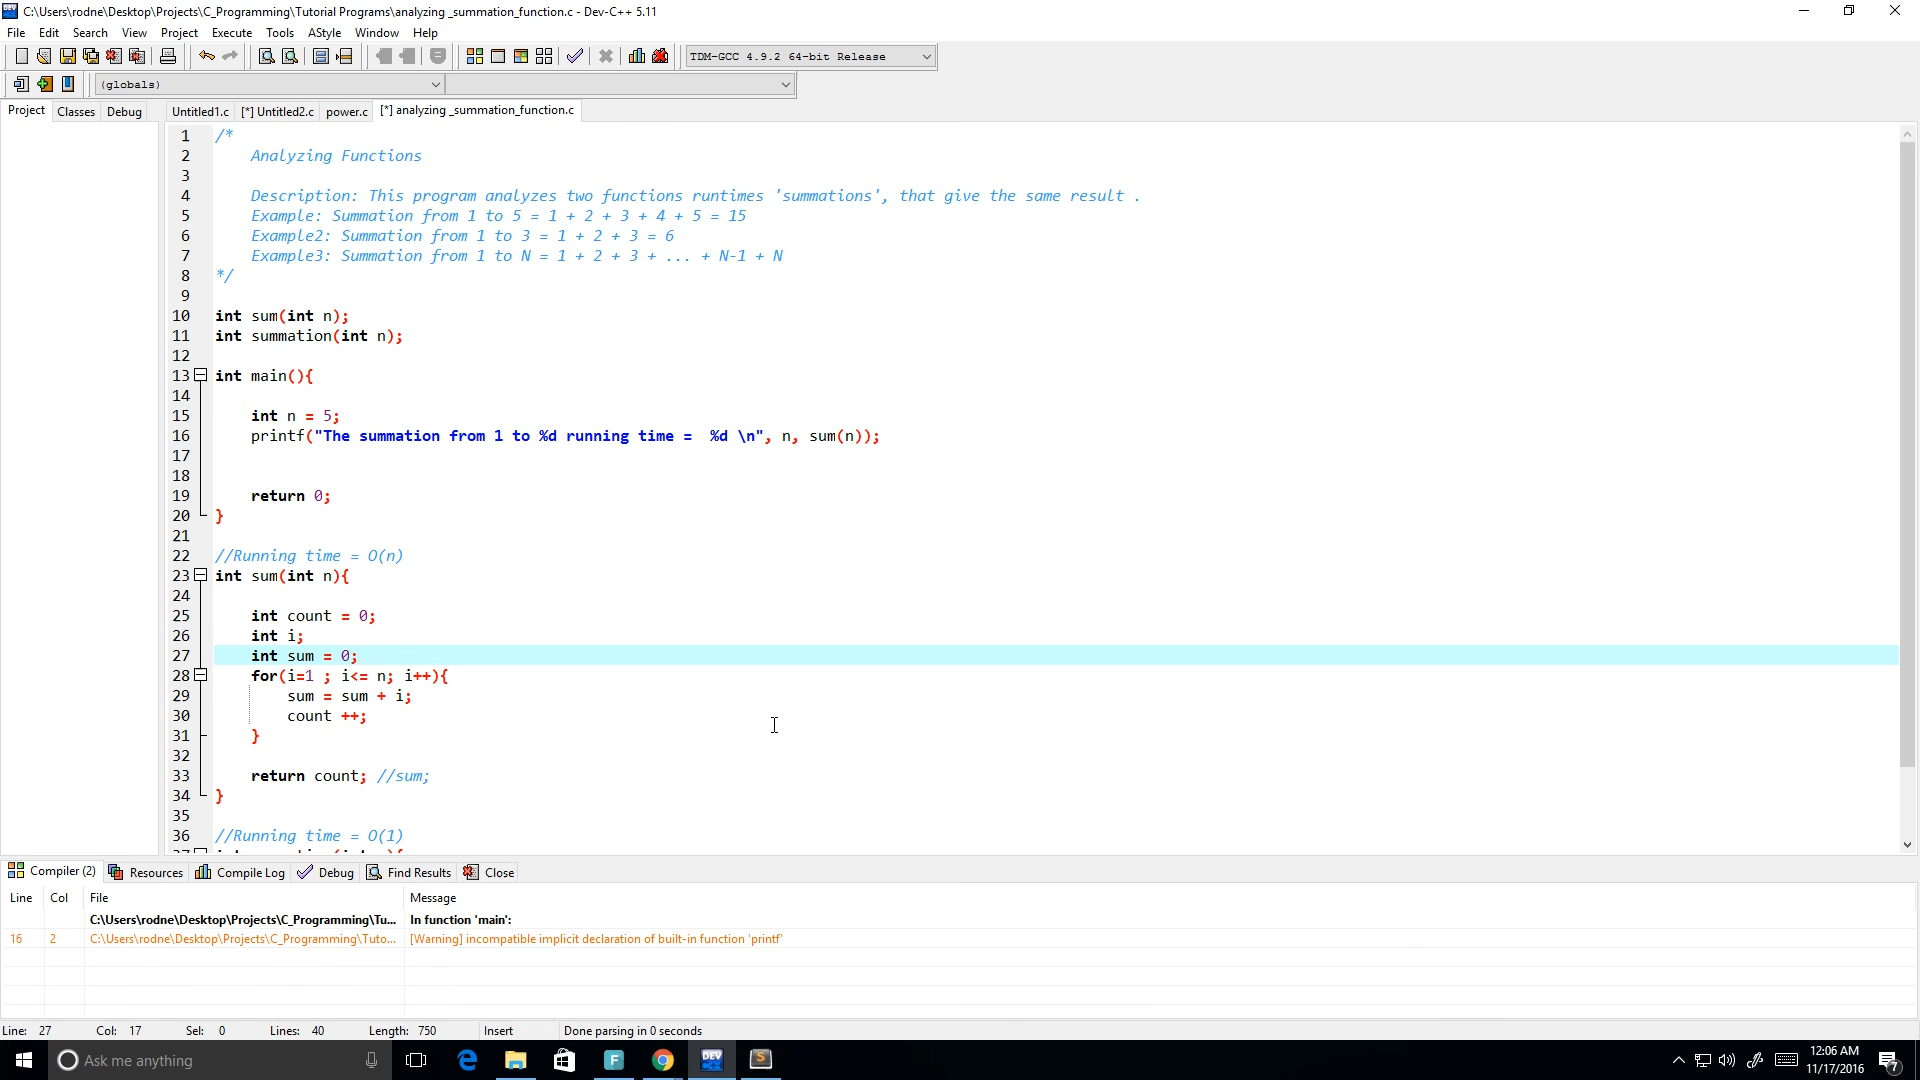 C:\Users\rodne\Desktop\Projects\C_Programming\Tutorial Programs\analyzing _summation_function.c - Dev-C++ 5.11
File Edit Search View Project Execute Tools AStyle Window Help
TDM-GCC 4.9.2 64-bit Release
(globals)
Project Classes Debug Untitled1.c [*] Untitled2.c power.c [*] analyzing _summation_function.c
1 /*
2 Analyzing Functions
3
4 Description: This program analyzes two functions runtimes 'summations', that give the same result .
5 Example: Summation from 1 to 5 = 1 + 2 + 3 + 4 + 5 = 15
6 Example2: Summation from 1 to 3 = 1 + 2 + 3 = 6
7 Example3: Summation from 1 to N = 1 + 2 + 3 + ... + N-1 + N
8 */
9
10 int sum(int n);
11 int summation(int n);
12
13 int main(){
14
15 int n = 5;
16 printf("The summation from 1 to %d running time =  %d \n", n, sum(n));
17
18
19 return 0;
20 }
21
22 //Running time = O(n)
23 int sum(int n){
24
25 int count = 0;
26 int i;
27 int sum = 0;
28 for(i=1 ; i<= n; i++){
29 sum = sum + i;
30 count ++;
31 }
32
33 return count; //sum;
34 }
35
36 //Running time = O(1)
Compiler (2) Resources Compile Log Debug Find Results Close
Line Col File Message
C:\Users\rodne\Desktop\Projects\C_Programming\Tu... In function 'main':
16 2 C:\Users\rodne\Desktop\Projects\C_Programming\Tuto... [Warning] incompatible implicit declaration of built-in function 'printf'
Line: 27 Col: 17 Sel: 0 Lines: 40 Length: 750 Insert Done parsing in 0 seconds
Ask me anything
DEV
12:06 AM
11/17/2016
7